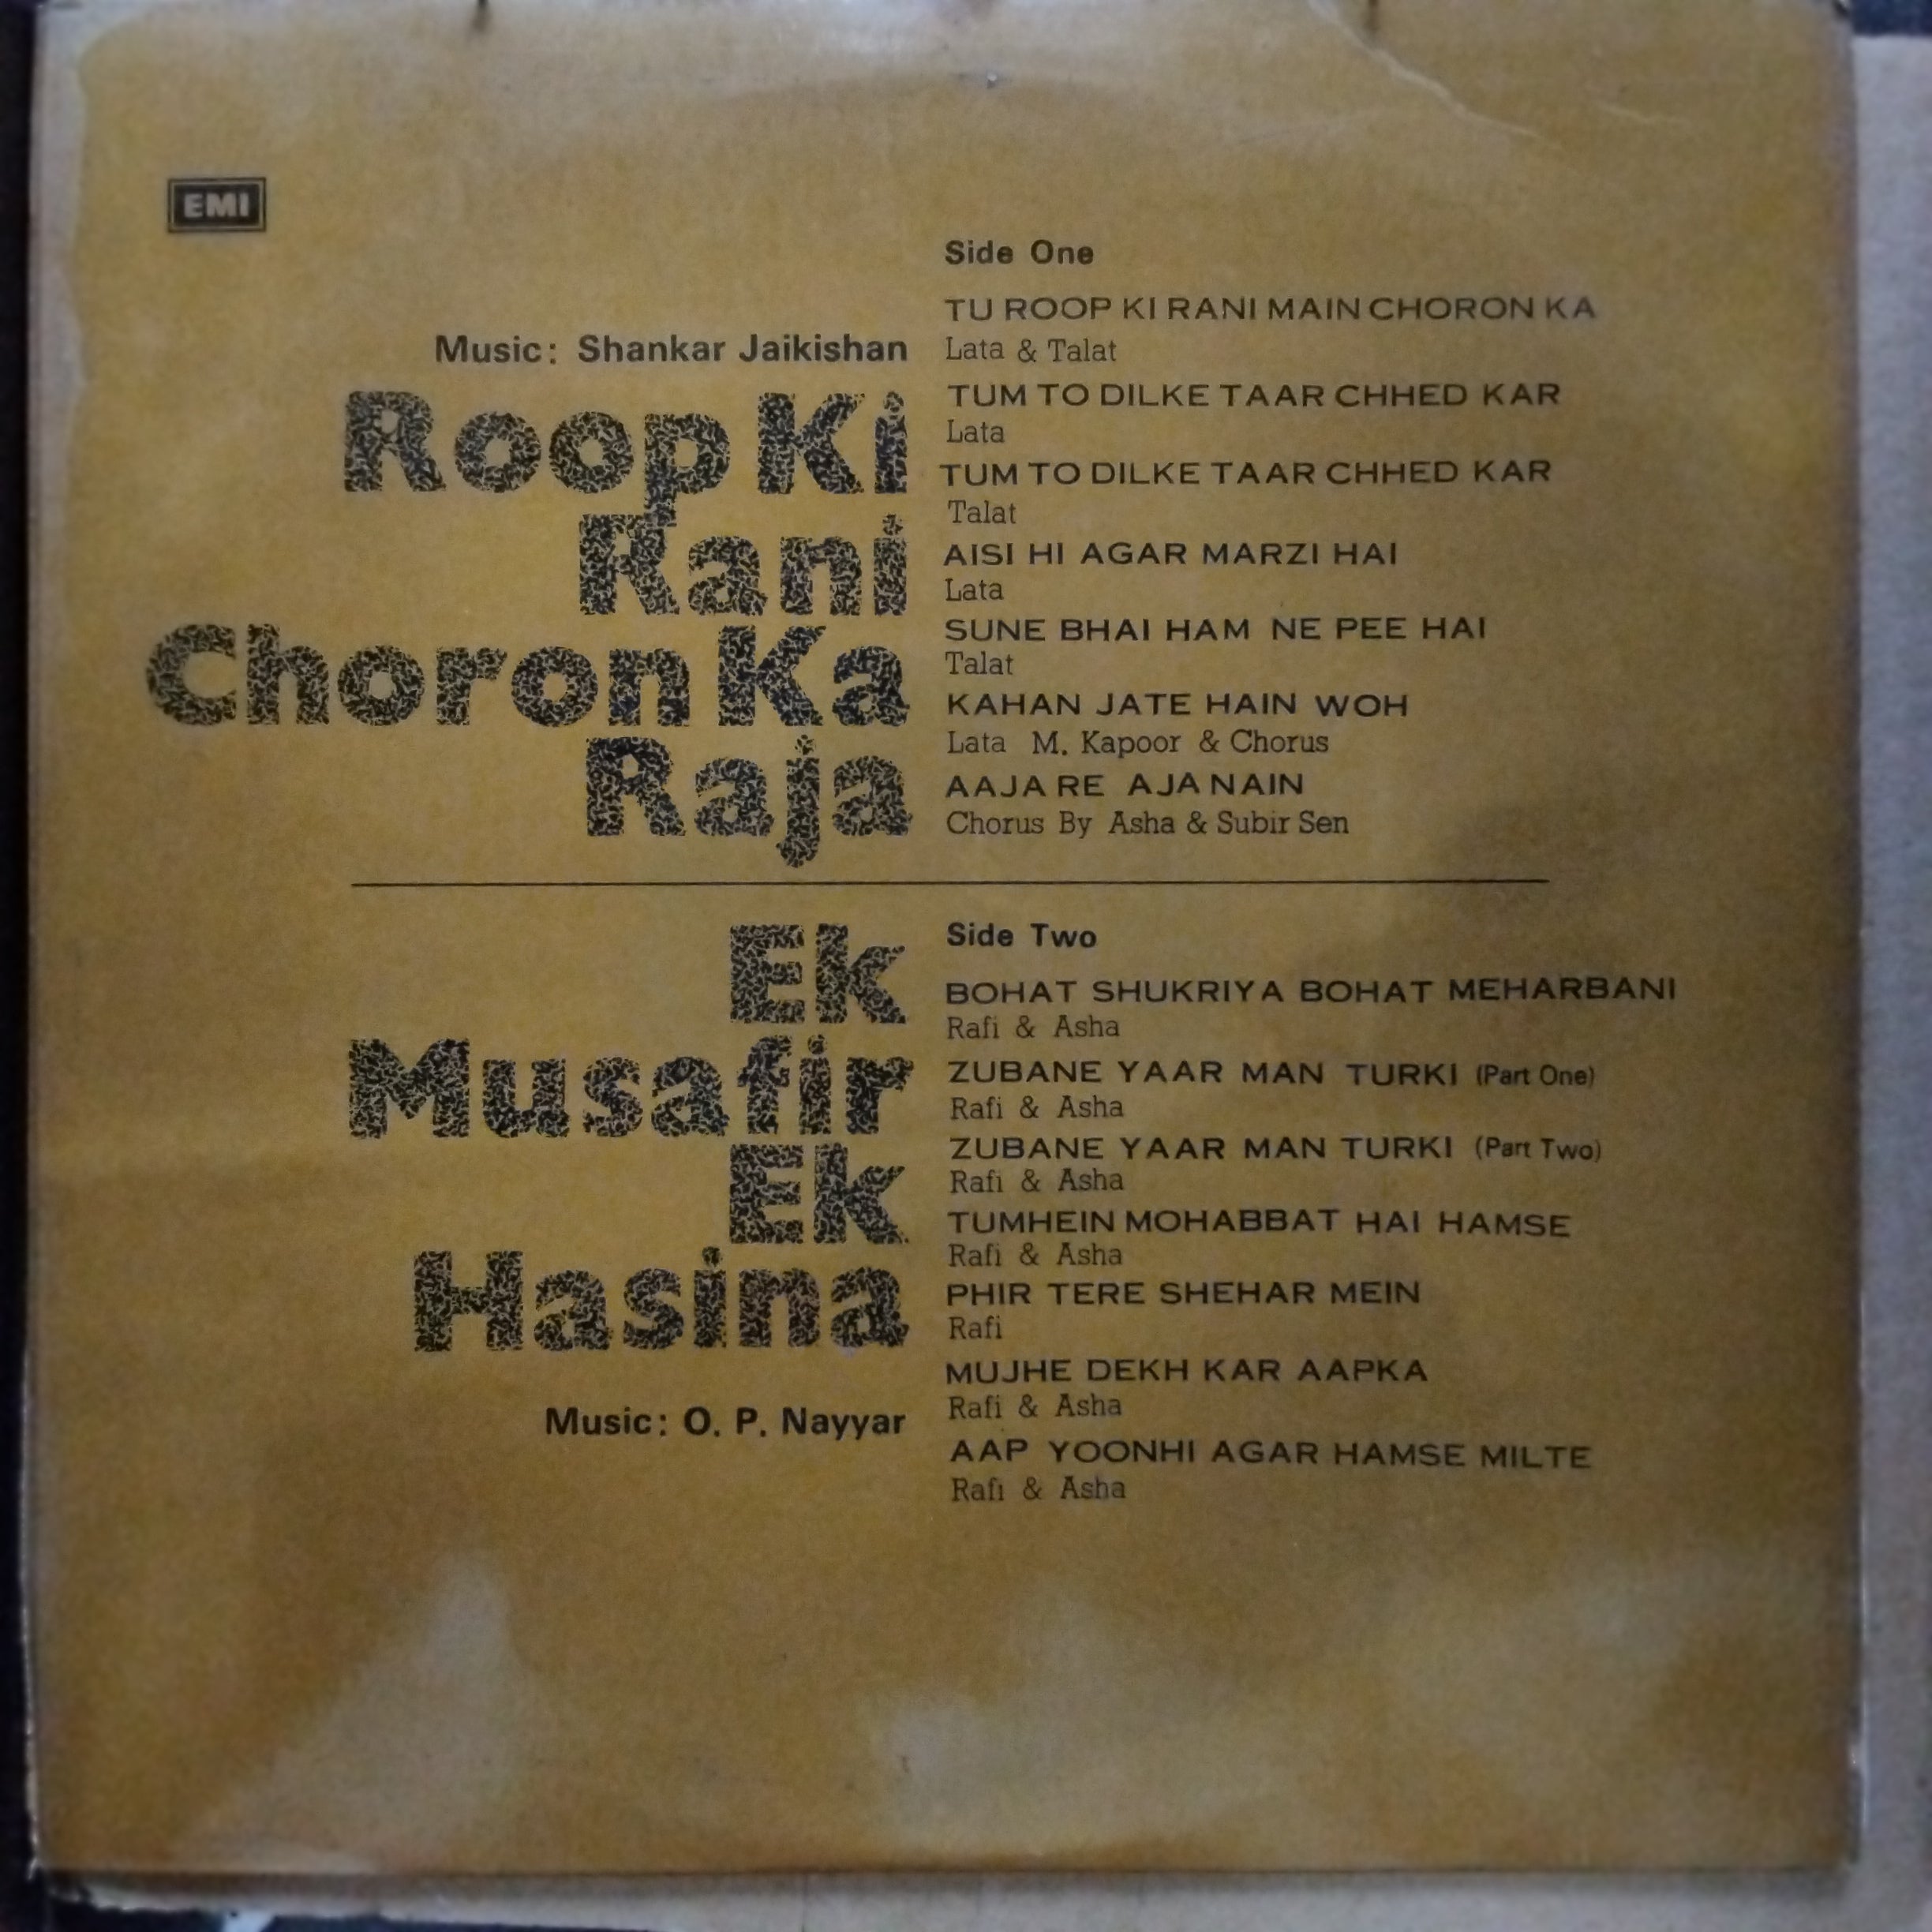 EMI
Music: Shankar Jaikishan
Roop Ki
Rani
Choron Ka
Raja
Side One
TU ROOP KI RANI MAIN CHORON KA
Lata & Talat
TUM TO DILKE TAAR CHHED KAR
Lata
TUM TO DILKE TAAR CHHED KAR
Talat
AISI HI AGAR MARZI HAI
Lata
SUNE BHAI HAM NE PEE HAI
Talat
KAHAN JATE HAIN WOH
Lata M. Kapoor & Chorus
AAJA RE AJA NAIN
Chorus By Asha & Subir Sen
Ek
Musafir
Ek
Hasina
Music: O. P. Nayyar
Side Two
BOHAT SHUKRIYA BOHAT MEHARBANI
Rafi & Asha
ZUBANE YAAR MAN TURKI (Part One)
Rafi & Asha
ZUBANE YAAR MAN TURKI (Part Two)
Rafi & Asha
TUMHEIN MOHABBAT HAI HAMSE
Rafi & Asha
PHIR TERE SHEHAR MEIN
Rafi
MUJHE DEKH KAR AAPKA
Rafi & Asha
AAP YOONHI AGAR HAMSE MILTE
Rafi & Asha